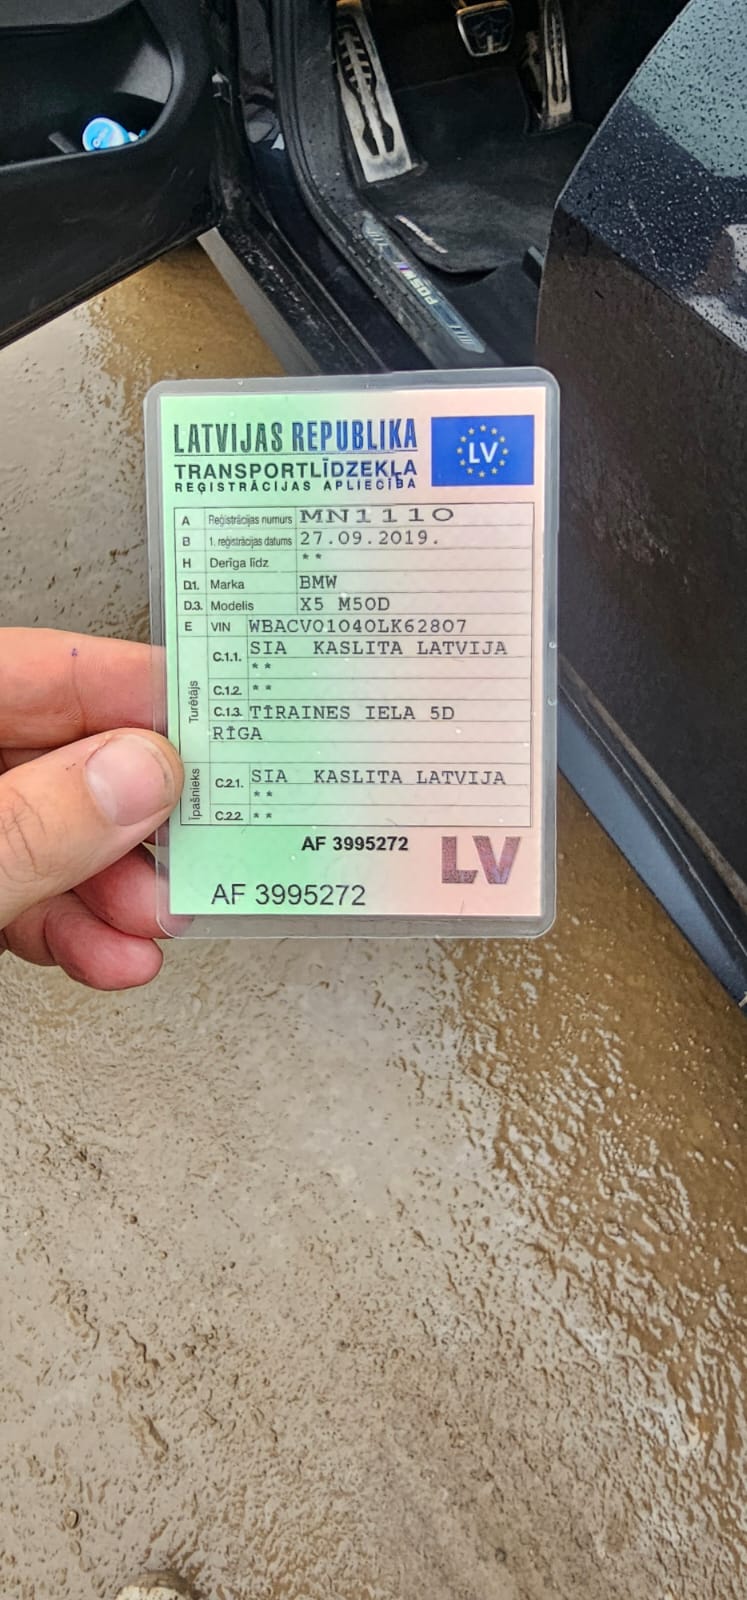 M50D
LATVIJAS REPUBLIKA
TRANSPORTLĪDZEKĻA
REĢISTRĀCIJAS APLIECĪBA
LV
A Reģistrācijas numurs MN1110
B 1. reģistrācijas datums 27.09.2019.
H Derīga līdz **
D.1. Marka BMW
D.3. Modelis X5 M50D
E VIN WBACV01040LK62807
Turētājs
C.1.1. SIA KASLITA LATVIJA
**
C.1.2. **
C.1.3. TĪRAINES IELA 5D
RĪGA
Īpašnieks
C.2.1. SIA KASLITA LATVIJA
**
C.2.2. **
AF 3995272
LV
AF 3995272